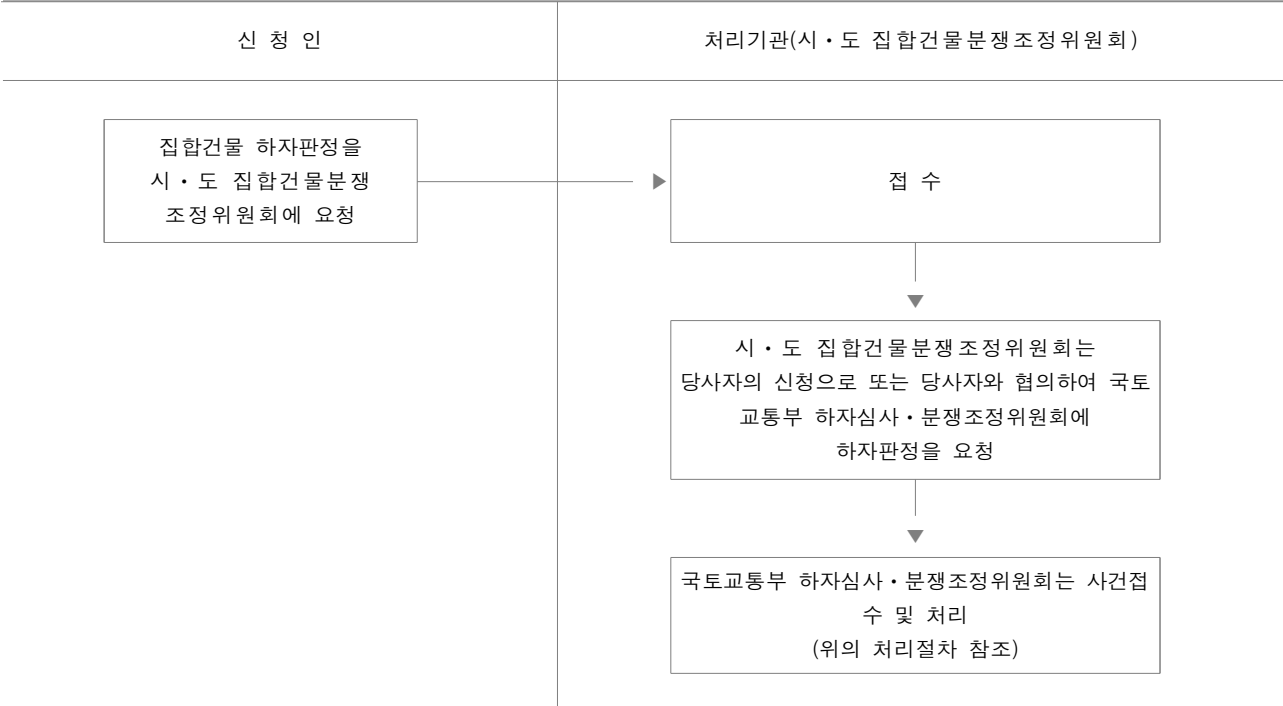 신 청 인
처리기관(시·도 집합건물분쟁조정위원회)
집합건물 하자판정을
시·도 집합건물분쟁
조정위원회에 요청
접 수
시·도 집합건물분쟁조정위원회는
당사자의 신청으로 또는 당사자와 협의하여 국토
교통부 하자심사·분쟁조정위원회에
하자판정을 요청
국토교통부 하자심사·분쟁조정위원회는 사건접
수 및 처리
(위의 처리절차 참조)